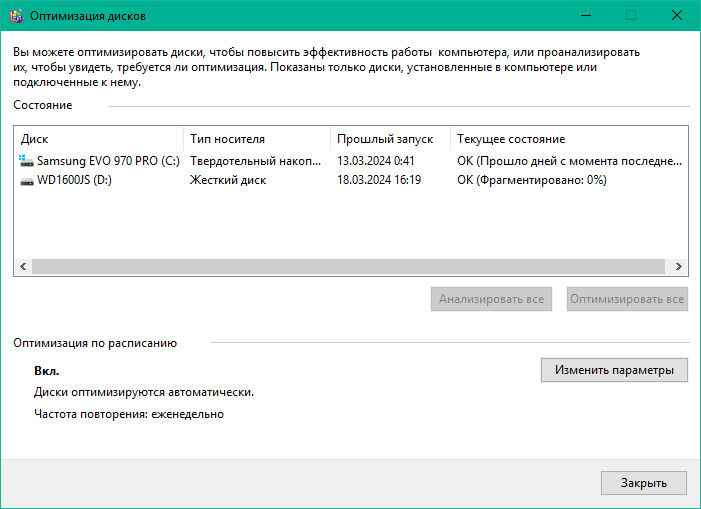 Оптимизация дисков
Вы можете оптимизировать диски, чтобы повысить эффективность работы компьютера, или проанализировать
их, чтобы увидеть, требуется ли оптимизация. Показаны только диски, установленные в компьютере или
подключенные к нему.
Состояние
Диск Тип носителя Прошлый запуск Текущее состояние
Samsung EVO 970 PRO (C:) Твердотельный накоп... 13.03.2024 0:41 ОК (Прошло дней с момента последне...
WD1600JS (D:) Жесткий диск 18.03.2024 16:19 ОК (Фрагментировано: 0%)
Анализировать все Оптимизировать все
Оптимизация по расписанию
Вкл. Изменить параметры
Диски оптимизируются автоматически.
Частота повторения: еженедельно
Закрыть